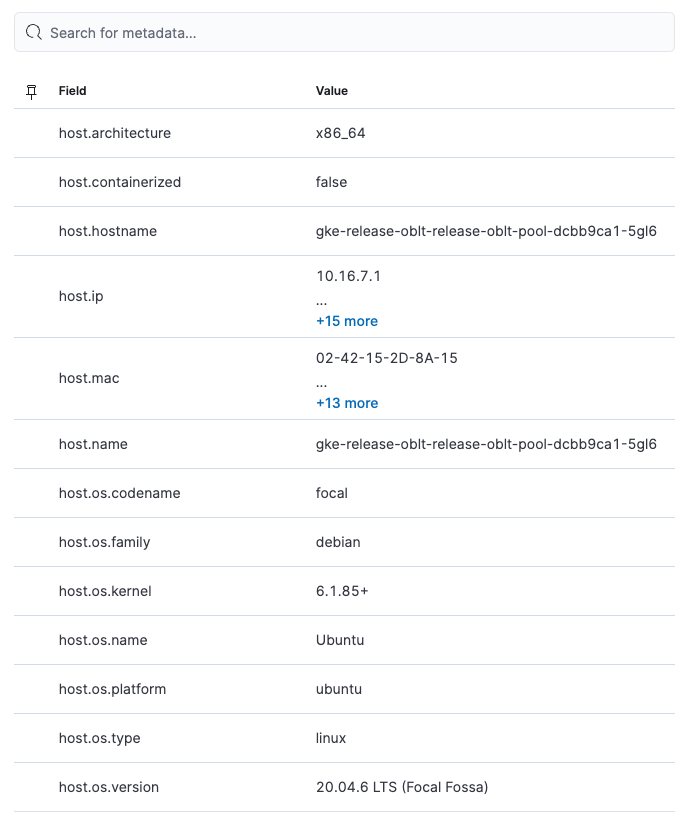 Search for metadata...
Field Value
host.architecture x86_64
host.containerized false
host.hostname gke-release-oblt-release-oblt-pool-dcbb9ca1-5gl6
host.ip 10.16.7.1
...
+15 more
host.mac 02-42-15-2D-8A-15
...
+13 more
host.name gke-release-oblt-release-oblt-pool-dcbb9ca1-5gl6
host.os.codename focal
host.os.family debian
host.os.kernel 6.1.85+
host.os.name Ubuntu
host.os.platform ubuntu
host.os.type linux
host.os.version 20.04.6 LTS (Focal Fossa)